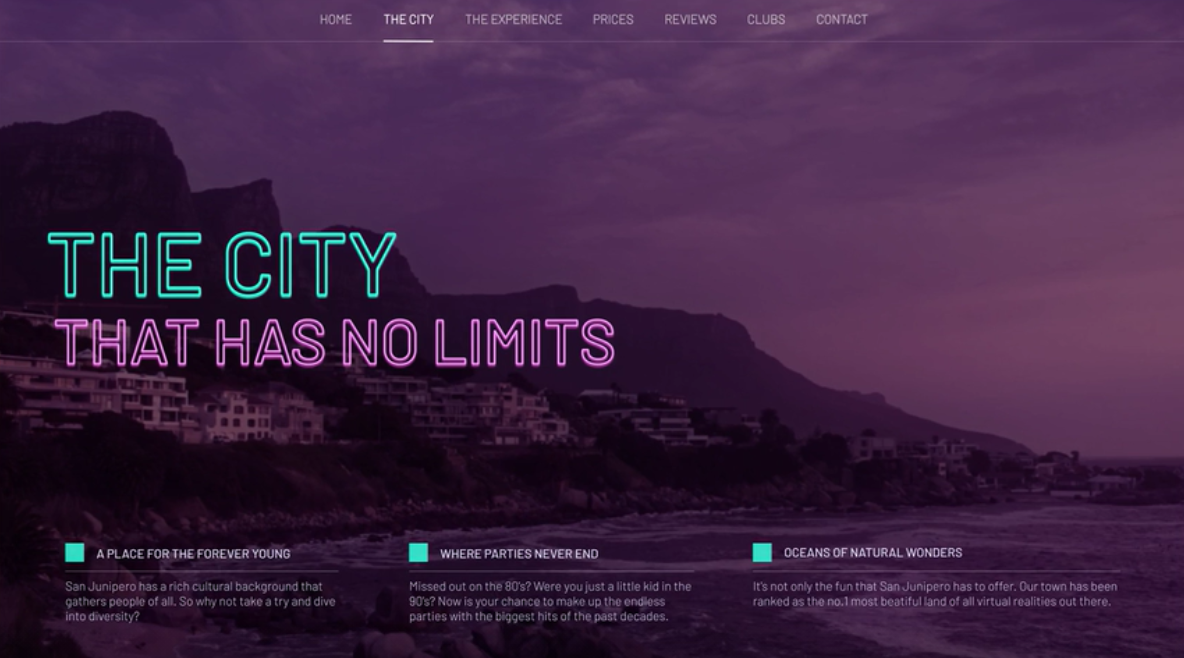 HOME THE CITY THE EXPERIENCE PRICES REVIEWS CLUBS CONTACT
THE CITY
THAT HAS NO LIMITS
A PLACE FOR THE FOREVER YOUNG
San Junipero has a rich cultural background that
gathers people of all. So why not take a try and dive
into diversity?
WHERE PARTIES NEVER END
Missed out on the 80's? Were you just a little kid in the
90's? Now is your chance to make up the endless
parties with the biggest hits of the past decades.
OCEANS OF NATURAL WONDERS
It's not only the fun that San Junipero has to offer. Our town has been
ranked as the no.1 most beatiful land of all virtual realities out there.